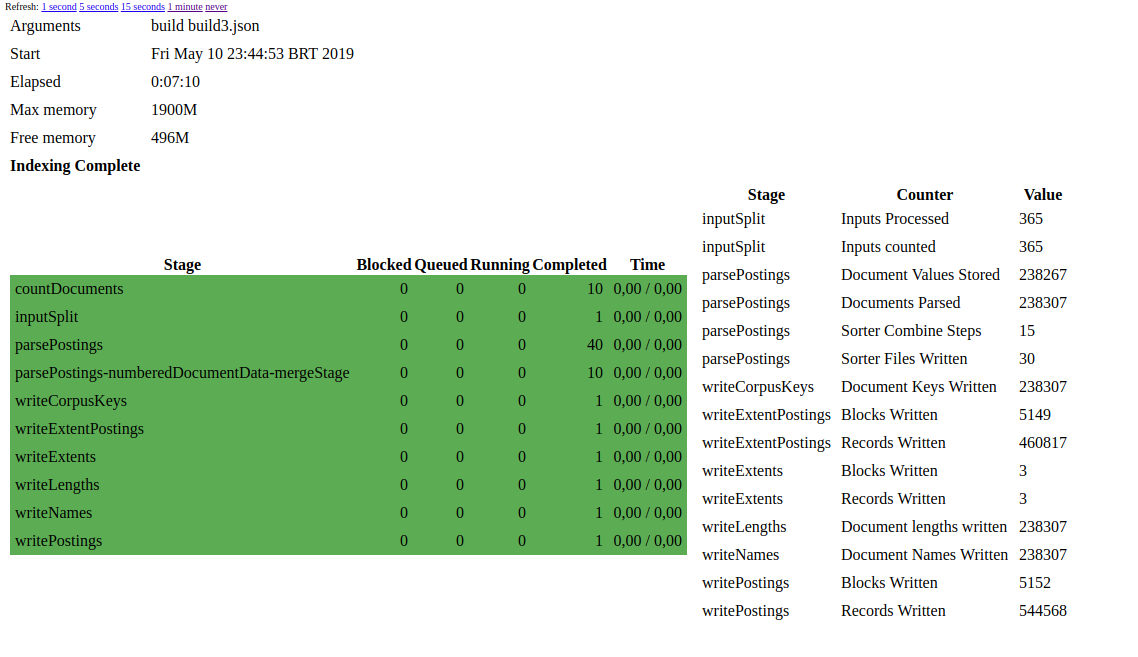 Refresh: 1 second 5 seconds 15 seconds 1 minute never
Arguments build build3.json
Start Fri May 10 23:44:53 BRT 2019
Elapsed 0:07:10
Max memory 1900M
Free memory 496M
Indexing Complete
Stage Blocked Queued Running Completed Time
countDocuments 0 0 0 10 0,00 / 0,00
inputSplit 0 0 0 1 0,00 / 0,00
parsePostings 0 0 0 40 0,00 / 0,00
parsePostings-numberedDocumentData-mergeStage 0 0 0 10 0,00 / 0,00
writeCorpusKeys 0 0 0 1 0,00 / 0,00
writeExtentPostings 0 0 0 1 0,00 / 0,00
writeExtents 0 0 0 1 0,00 / 0,00
writeLengths 0 0 0 1 0,00 / 0,00
writeNames 0 0 0 1 0,00 / 0,00
writePostings 0 0 0 1 0,00 / 0,00
Stage Counter Value
inputSplit Inputs Processed 365
inputSplit Inputs counted 365
parsePostings Document Values Stored 238267
parsePostings Documents Parsed 238307
parsePostings Sorter Combine Steps 15
parsePostings Sorter Files Written 30
writeCorpusKeys Document Keys Written 238307
writeExtentPostings Blocks Written 5149
writeExtentPostings Records Written 460817
writeExtents Blocks Written 3
writeExtents Records Written 3
writeLengths Document lengths written 238307
writeNames Document Names Written 238307
writePostings Blocks Written 5152
writePostings Records Written 544568